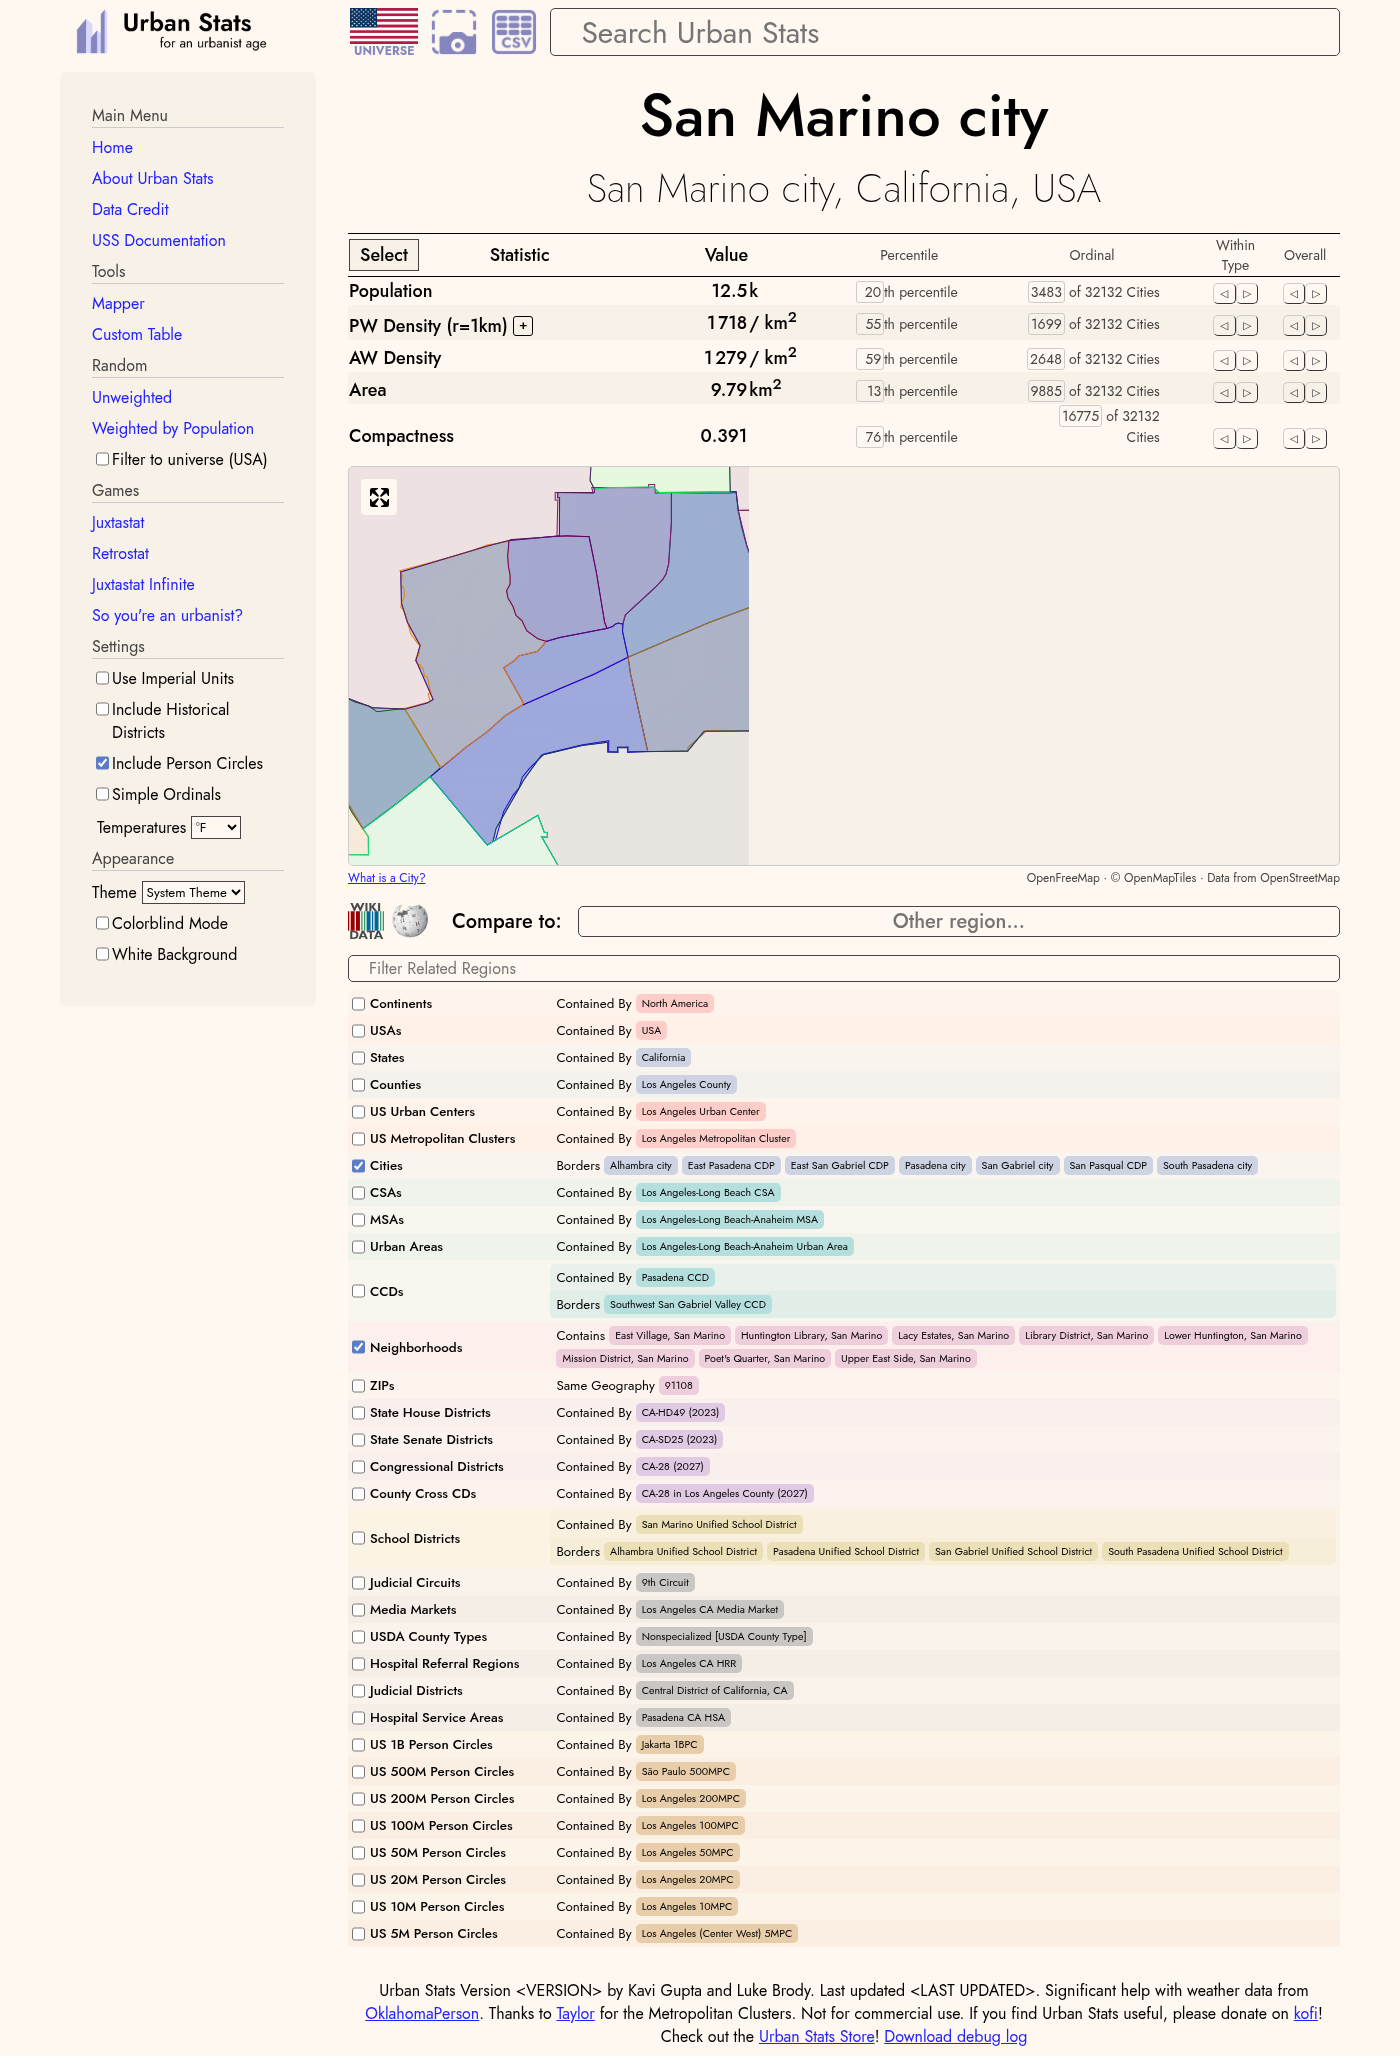 Urban Stats
for an urbanist age
UNIVERSE
CSV
Search Urban Stats
Main Menu
Home
About Urban Stats
Data Credit
USS Documentation
Tools
Mapper
Custom Table
Random
Unweighted
Weighted by Population
Filter to universe (USA)
Games
Juxtastat
Retrostat
Juxtastat Infinite
So you're an urbanist?
Settings
Use Imperial Units
Include Historical
Districts
Include Person Circles
Simple Ordinals
Temperatures °F
Appearance
Theme System Theme
Colorblind Mode
White Background
San Marino city
San Marino city, California, USA
Select Statistic Value Percentile Ordinal Within Type Overall
Population 12.5k 20th percentile 3483 of 32132 Cities
PW Density (r=1km) + 1 718 / km2 55th percentile 1699 of 32132 Cities
AW Density 1 279 / km2 59th percentile 2648 of 32132 Cities
Area 9.79 km2 13th percentile 9885 of 32132 Cities
Compactness 0.391 76th percentile 16775 of 32132 Cities
What is a City? OpenFreeMap · © OpenMapTiles · Data from OpenStreetMap
WIKI DATA Compare to: Other region...
Filter Related Regions
Continents Contained By North America
USAs Contained By USA
States Contained By California
Counties Contained By Los Angeles County
US Urban Centers Contained By Los Angeles Urban Center
US Metropolitan Clusters Contained By Los Angeles Metropolitan Cluster
Cities Borders Alhambra city East Pasadena CDP East San Gabriel CDP Pasadena city San Gabriel city San Pasqual CDP South Pasadena city
CSAs Contained By Los Angeles-Long Beach CSA
MSAs Contained By Los Angeles-Long Beach-Anaheim MSA
Urban Areas Contained By Los Angeles-Long Beach-Anaheim Urban Area
CCDs Contained By Pasadena CCD
Borders Southwest San Gabriel Valley CCD
Neighborhoods Contains East Village, San Marino Huntington Library, San Marino Lacy Estates, San Marino Library District, San Marino Lower Huntington, San Marino
Mission District, San Marino Poet's Quarter, San Marino Upper East Side, San Marino
ZIPs Same Geography 91108
State House Districts Contained By CA-HD49 (2023)
State Senate Districts Contained By CA-SD25 (2023)
Congressional Districts Contained By CA-28 (2027)
County Cross CDs Contained By CA-28 in Los Angeles County (2027)
School Districts Contained By San Marino Unified School District
Borders Alhambra Unified School District Pasadena Unified School District San Gabriel Unified School District South Pasadena Unified School District
Judicial Circuits Contained By 9th Circuit
Media Markets Contained By Los Angeles CA Media Market
USDA County Types Contained By Nonspecialized [USDA County Type]
Hospital Referral Regions Contained By Los Angeles CA HRR
Judicial Districts Contained By Central District of California, CA
Hospital Service Areas Contained By Pasadena CA HSA
US 1B Person Circles Contained By Jakarta 1BPC
US 500M Person Circles Contained By São Paulo 500MPC
US 200M Person Circles Contained By Los Angeles 200MPC
US 100M Person Circles Contained By Los Angeles 100MPC
US 50M Person Circles Contained By Los Angeles 50MPC
US 20M Person Circles Contained By Los Angeles 20MPC
US 10M Person Circles Contained By Los Angeles 10MPC
US 5M Person Circles Contained By Los Angeles (Center West) 5MPC
Urban Stats Version <VERSION> by Kavi Gupta and Luke Brody. Last updated <LAST UPDATED>. Significant help with weather data from
OklahomaPerson. Thanks to Taylor for the Metropolitan Clusters. Not for commercial use. If you find Urban Stats useful, please donate on kofi!
Check out the Urban Stats Store! Download debug log